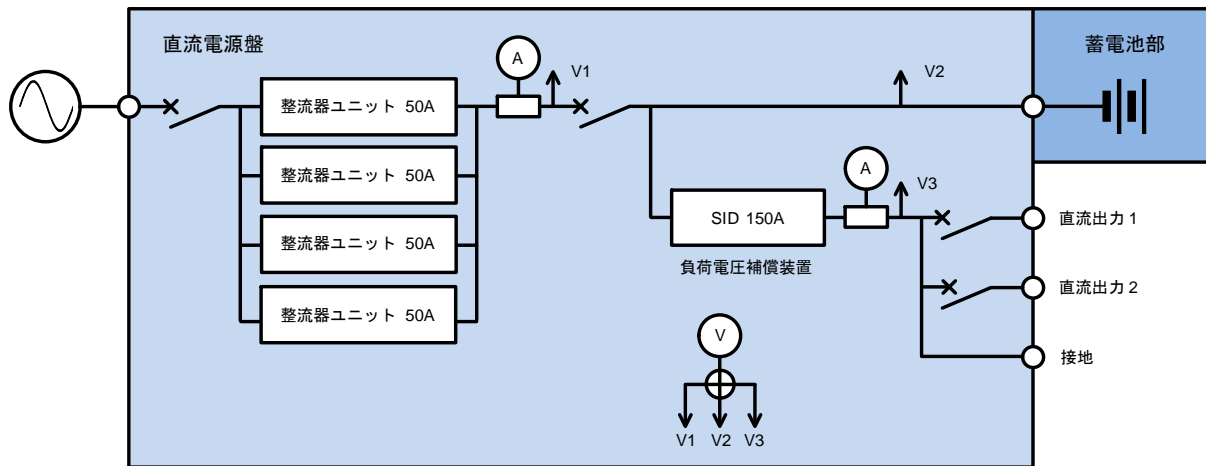 直流電源盤
蓄電池部
A
V1
V2
整流器ユニット 50A
整流器ユニット 50A
整流器ユニット 50A
整流器ユニット 50A
A
V3
SID 150A
負荷電圧補償装置
直流出力1
直流出力2
接地
V
V1 V2 V3